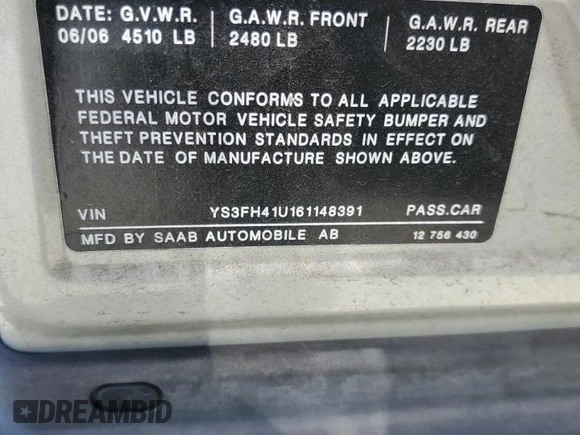 DATE: G.V.W.R. G.A.W.R. FRONT G.A.W.R. REAR
06/06 4510 LB 2480 LB 2230 LB
THIS VEHICLE CONFORMS TO ALL APPLICABLE
FEDERAL MOTOR VEHICLE SAFETY BUMPER AND
THEFT PREVENTION STANDARDS IN EFFECT ON
THE DATE OF MANUFACTURE SHOWN ABOVE.
VIN YS3FH41U161148391 PASS.CAR
MFD BY SAAB AUTOMOBILE AB 12 756 430
DREAMBID